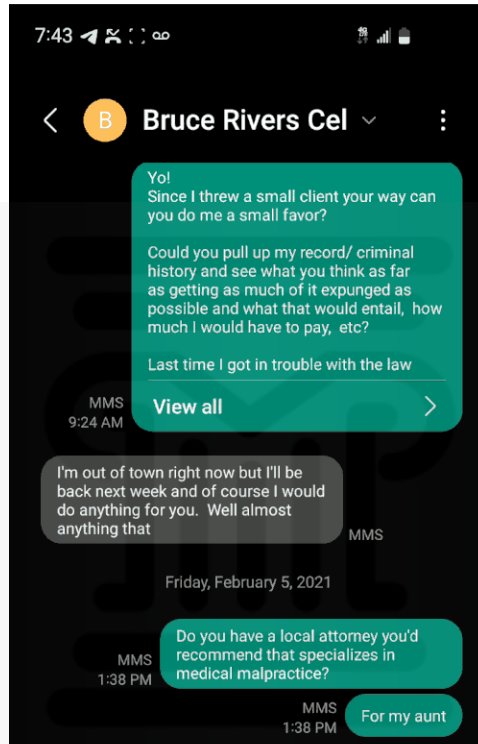 7:43
B Bruce Rivers Cel
Yo!
Since I threw a small client your way can
you do me a small favor?
Could you pull up my record/ criminal
history and see what you think as far
as getting as much of it expunged as
possible and what that would entail, how
much I would have to pay, etc?
Last time I got in trouble with the law
View all
MMS
9:24 AM
I'm out of town right now but I'll be
back next week and of course I would
do anything for you. Well almost
anything that
MMS
Friday, February 5, 2021
Do you have a local attorney you'd
recommend that specializes in
medical malpractice?
MMS
1:38 PM
For my aunt
MMS
1:38 PM